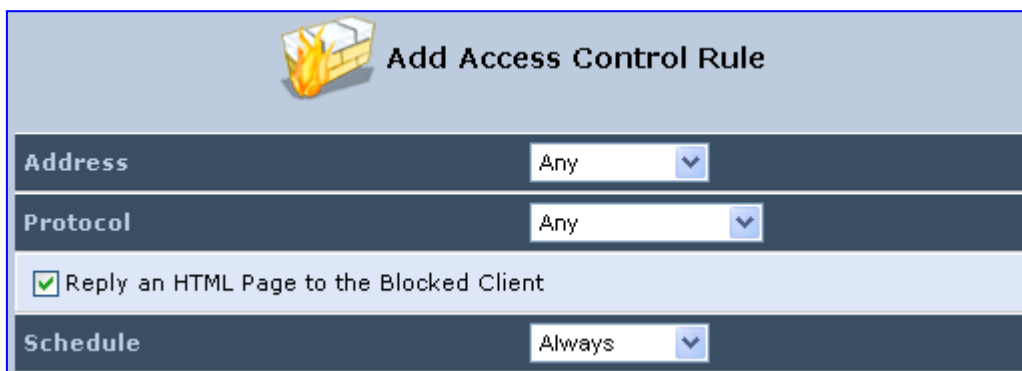 Add Access Control Rule
Address Any
Protocol Any
Reply an HTML Page to the Blocked Client
Schedule Always